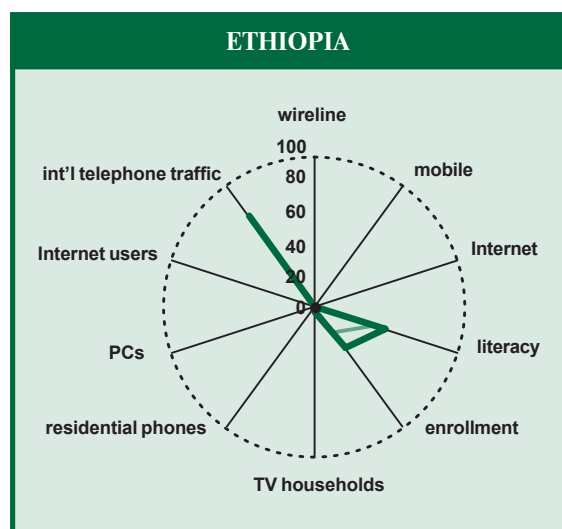 ETHIOPIA
wireline
100
int'l telephone traffic
mobile
80
60
Internet users
40
Internet
20
0
PCs
literacy
residential phones
enrollment
TV households